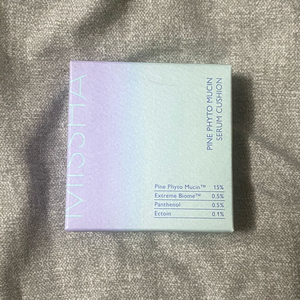 MISSHA
PINE PHYTO MUCIN
SERUM CUSHION
Pine Phyto Mucin™ 15%
Extreme Biome™ 0.5%
Panthenol 0.5%
Ectoin 0.1%